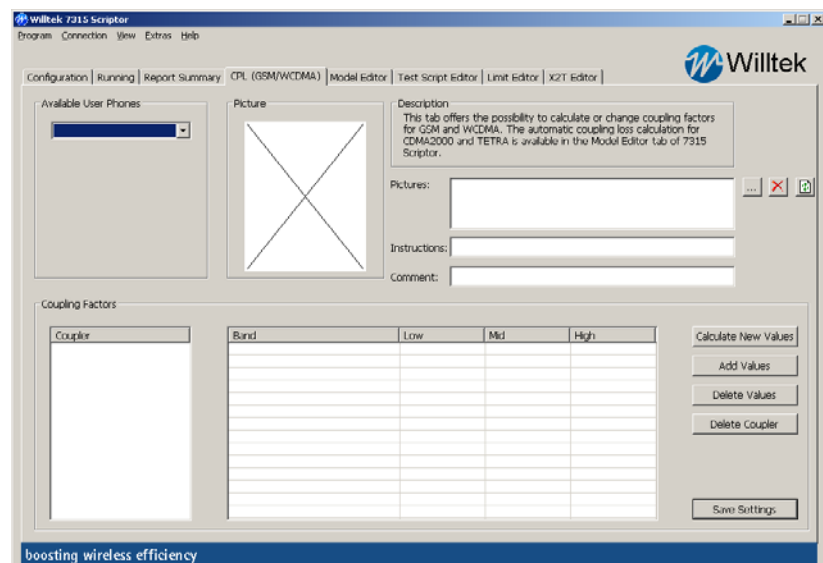 Willtek 7315 Scriptor
Program Connection View Extras Help
Willtek
Configuration Running Report Summary CPL (GSM/WCDMA) Model Editor Test Script Editor Limit Editor X2T Editor
Available User Phones
Picture
Description
This tab offers the possibility to calculate or change coupling factors
for GSM and WCDMA. The automatic coupling loss calculation for
CDMA2000 and TETRA is available in the Model Editor tab of 7315
Scriptor.
Pictures:
...
Instructions:
Comment:
Coupling Factors
Coupler
Band Low Mid High
Calculate New Values
Add Values
Delete Values
Delete Coupler
Save Settings
boosting wireless efficiency